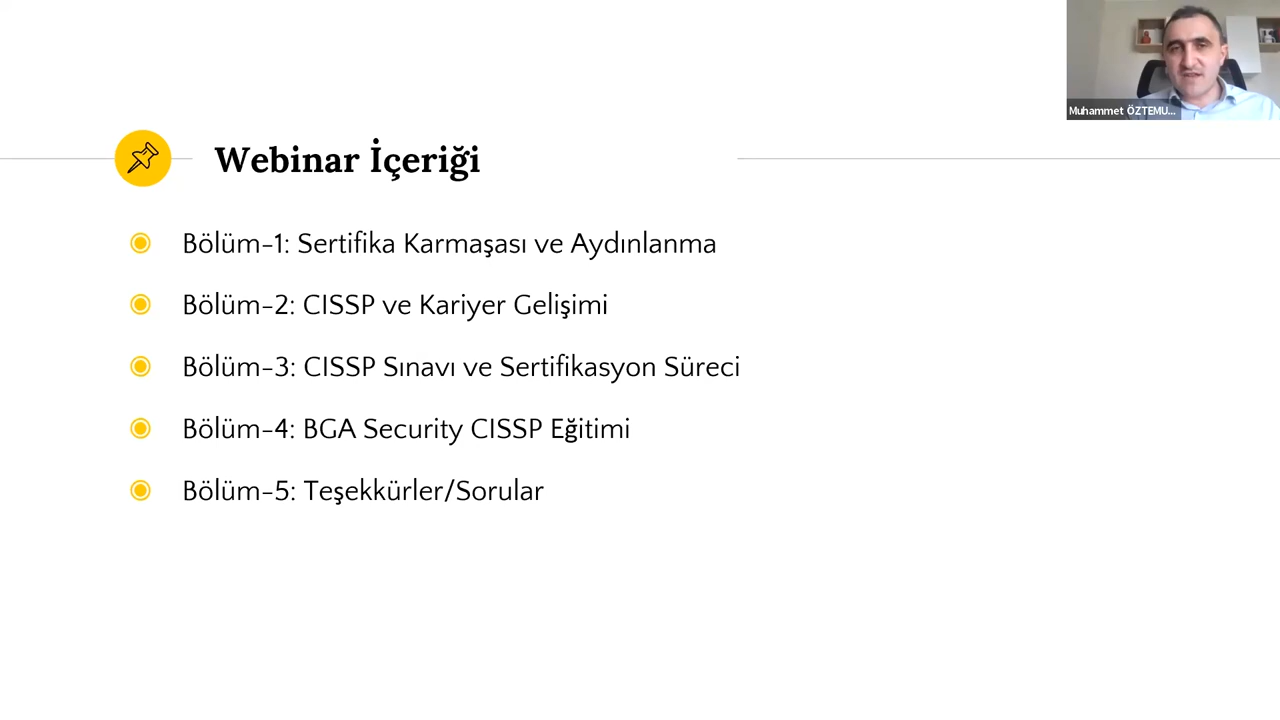 Muhammet ÖZTEMU...
Webinar İçeriği
Bölüm-1: Sertifika Karmaşası ve Aydınlanma
Bölüm-2: CISSP ve Kariyer Gelişimi
Bölüm-3: CISSP Sınavı ve Sertifikasyon Süreci
Bölüm-4: BGA Security CISSP Eğitimi
Bölüm-5: Teşekkürler/Sorular